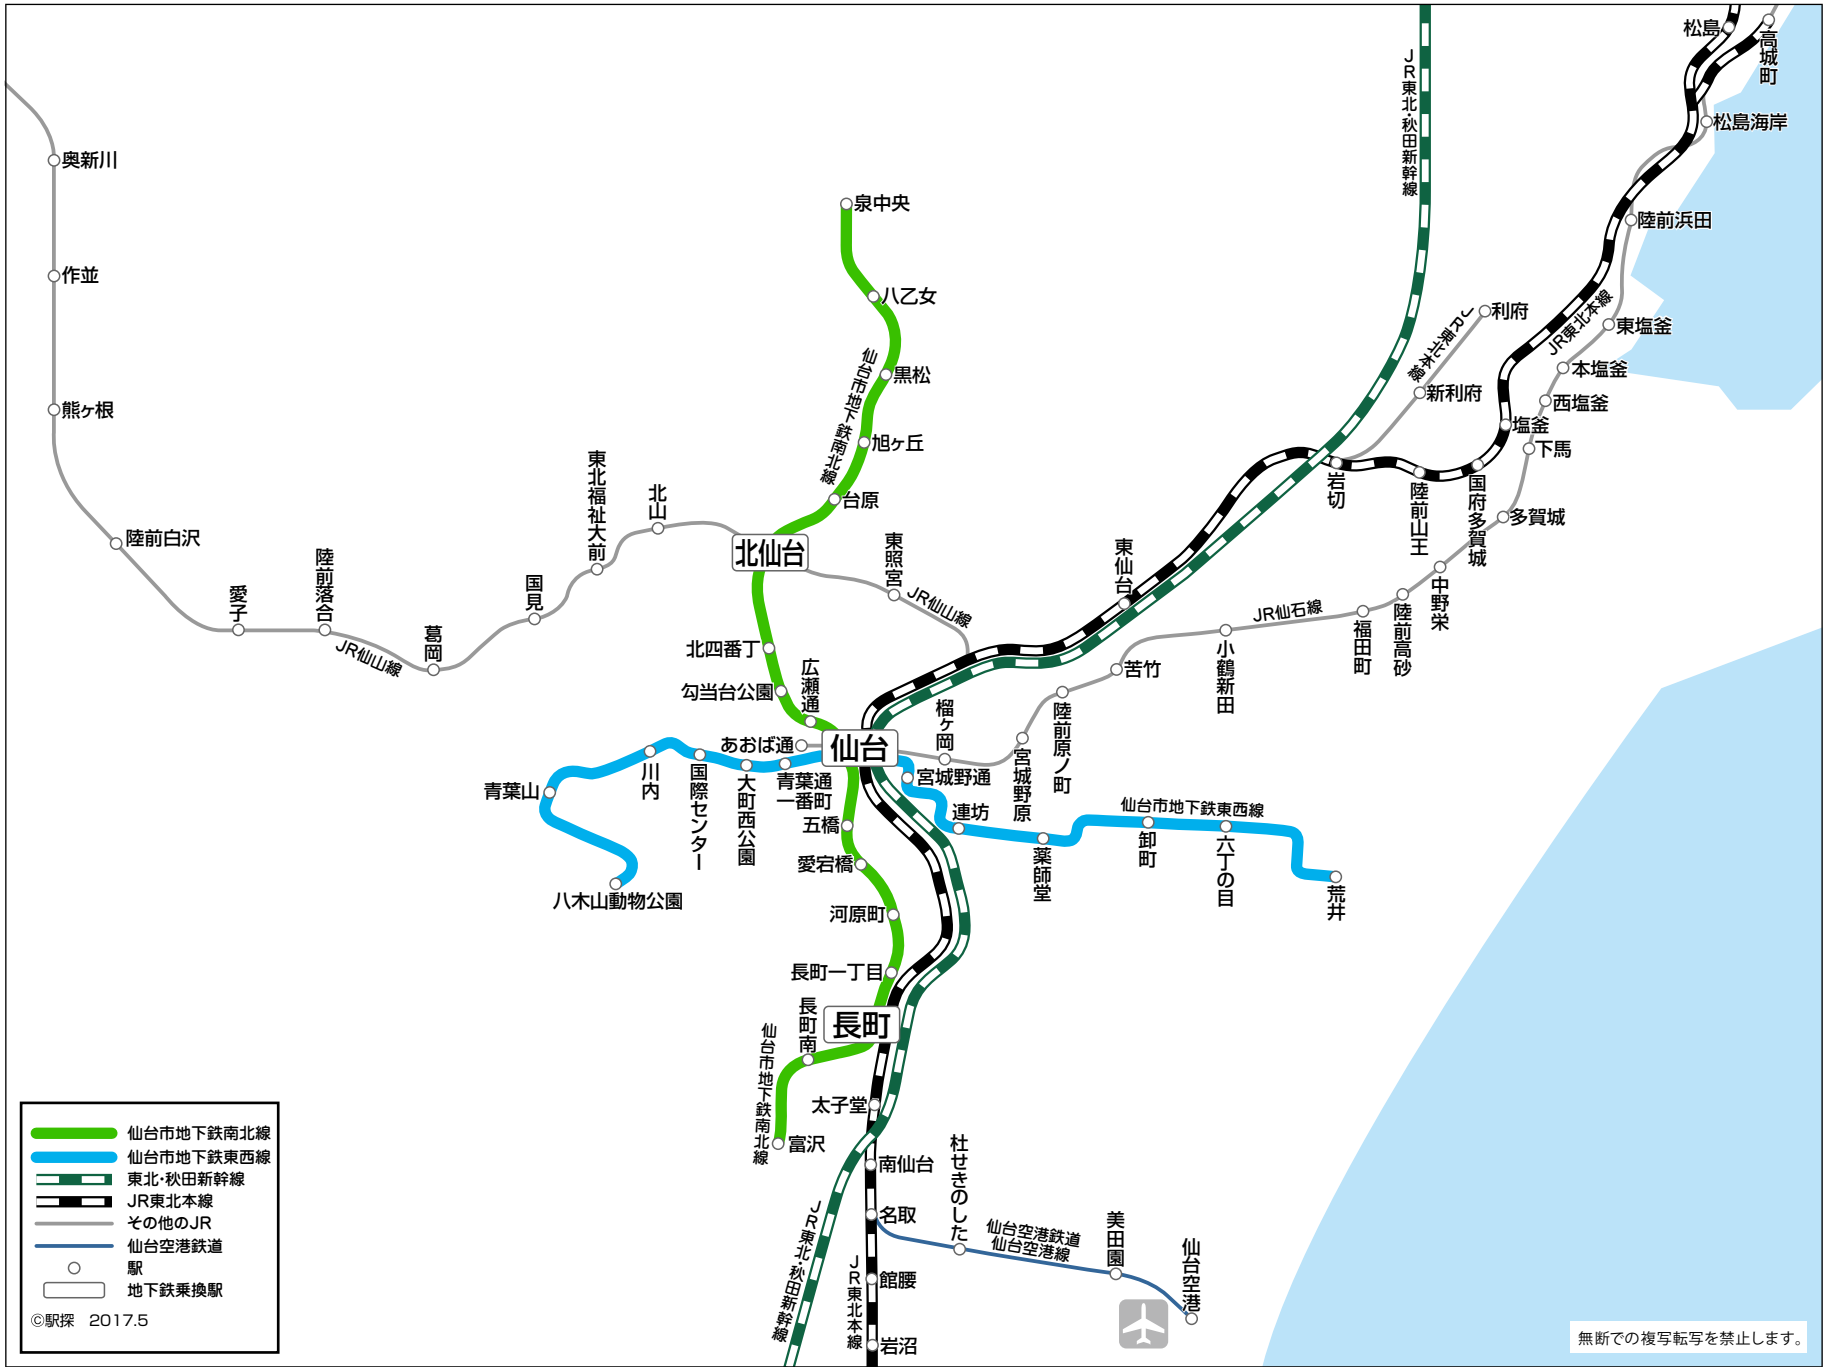 松島
高城町
松島海岸
陸前浜田
東塩釜
本塩釜
西塩釜
下馬
多賀城
中野栄
陸前高砂
福田町
JR仙石線
小鶴新田
苦竹
陸前原ノ町
宮城野原
榴ヶ岡
あおば通
JR東北・秋田新幹線
JR東北本線
利府
JR東北本線
新利府
塩釜
国府多賀城
陸前山王
岩切
東仙台
奥新川
作並
熊ヶ根
陸前白沢
愛子
陸前落合
JR仙山線
葛岡
国見
東北福祉大前
北山
北仙台
東照宮
JR仙山線
泉中央
八乙女
黒松
仙台市地下鉄南北線
旭ヶ丘
台原
北四番丁
勾当台公園
広瀬通
仙台
五橋
愛宕橋
河原町
長町一丁目
長町
長町南
仙台市地下鉄南北線
富沢
八木山動物公園
青葉山
川内
国際センター
大町西公園
青葉通
一番町
宮城野通
連坊
薬師堂
仙台市地下鉄東西線
卸町
六丁の目
荒井
太子堂
南仙台
名取
館腰
岩沼
JR東北・秋田新幹線
JR東北本線
杜せきのした
仙台空港鉄道
仙台空港線
美田園
仙台空港
仙台市地下鉄南北線
仙台市地下鉄東西線
東北・秋田新幹線
JR東北本線
その他のJR
仙台空港鉄道
駅
地下鉄乗換駅
©駅探　2017.5
無断での複写転写を禁止します。